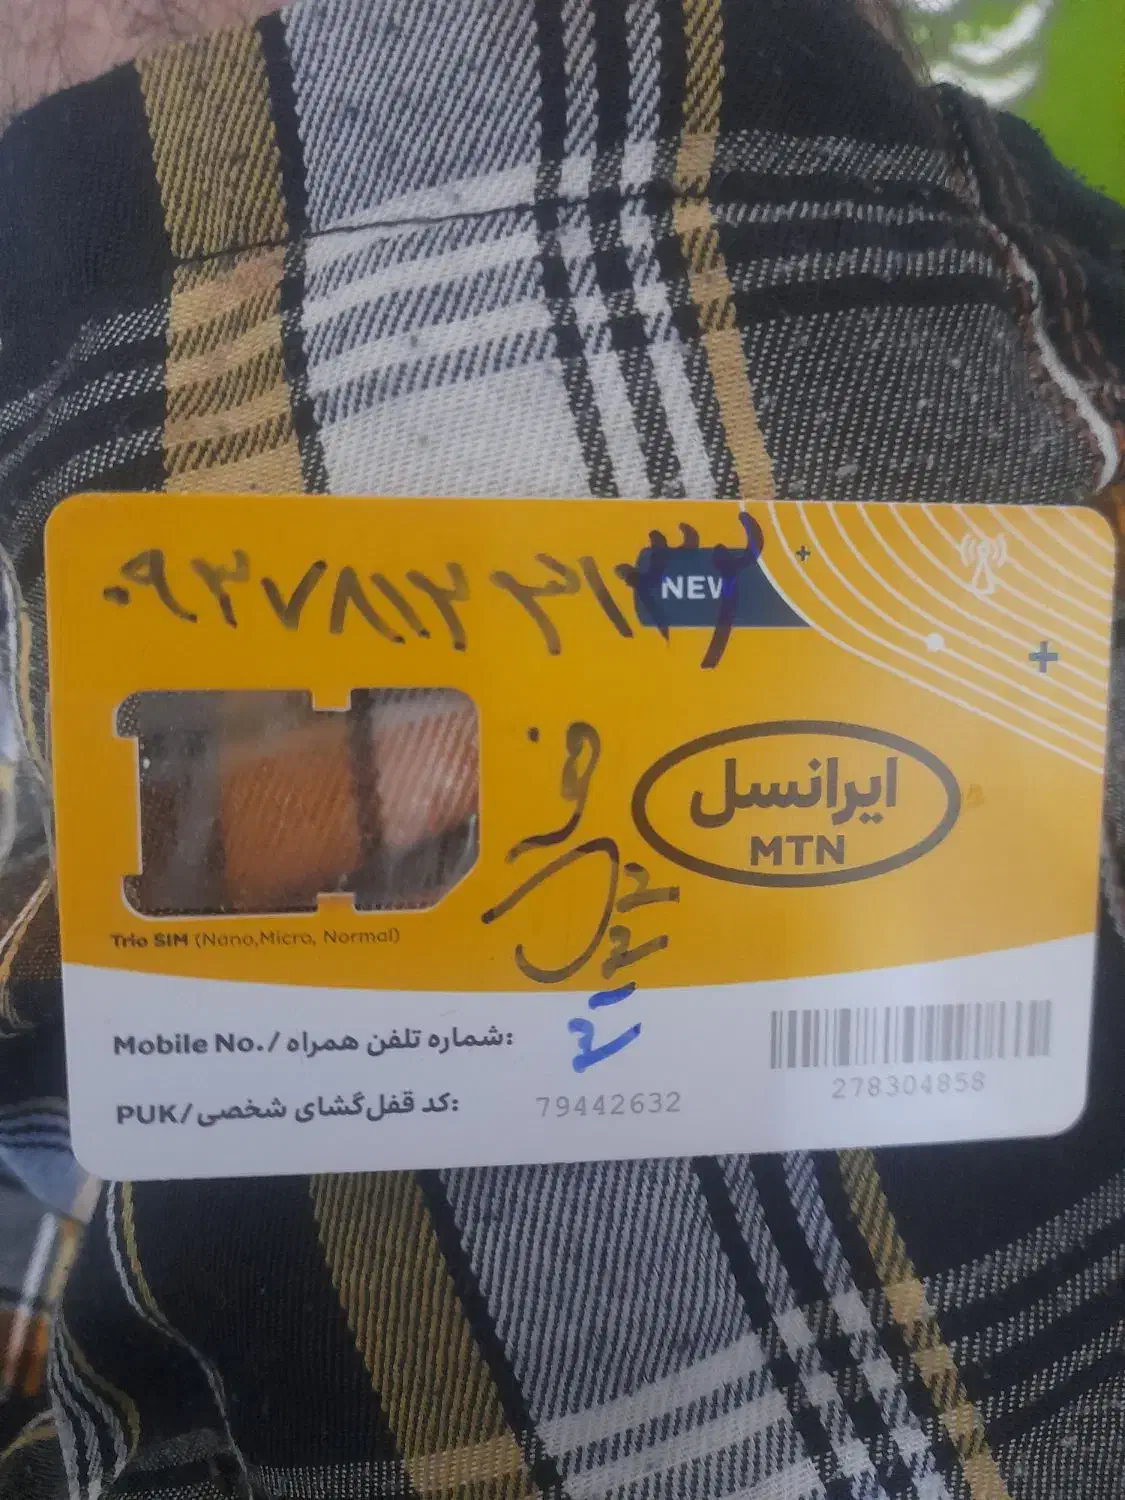 NEW
ایرانسل
MTN
Trio SIM (Nano,Micro, Normal)
Mobile No./شماره تلفن همراه:
PUK/کد قفل‌گشای شخصی: 79442632
278304858